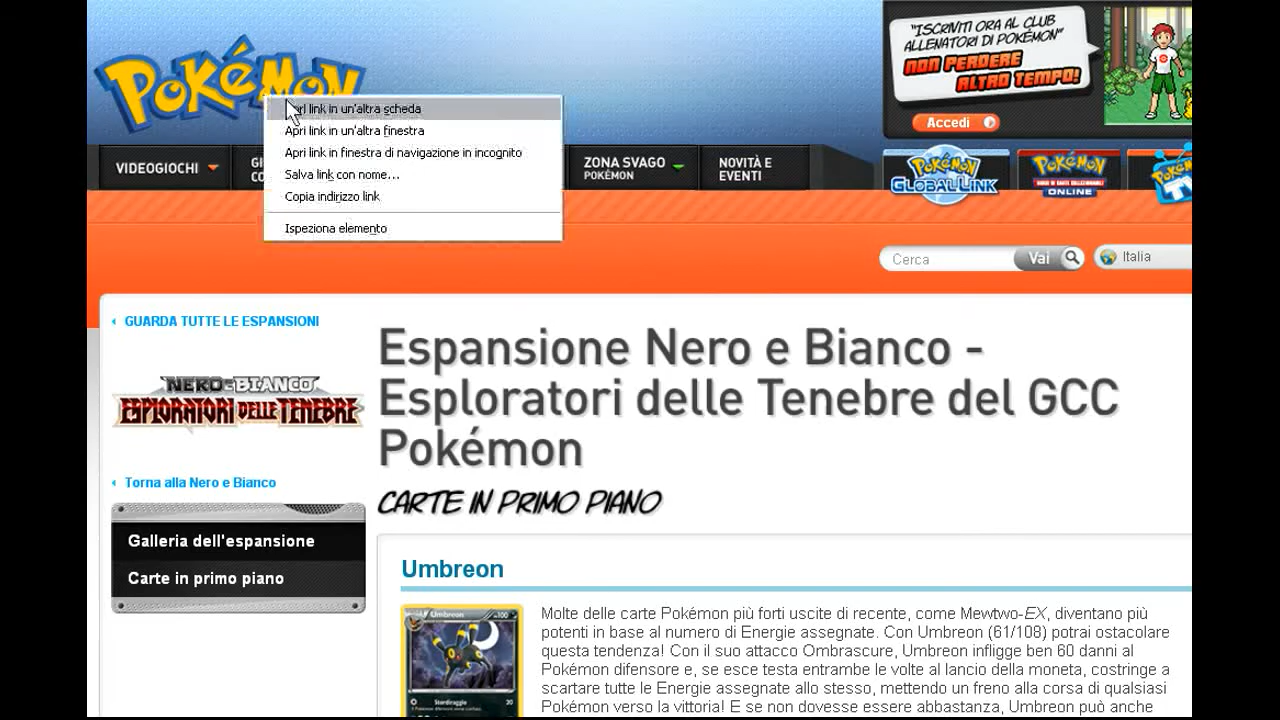 POKéMON
"ISCRIVITI ORA AL CLUB
ALLENATORI DI POKÉMON"
NON PERDERE
ALTRO TEMPO!
Accedi
link in un'altra scheda
Apri link in un'altra finestra
Apri link in finestra di navigazione in incognito
Salva link con nome...
Copia indirizzo link
Ispeziona elemento
VIDEOGIOCHI
ZONA SVAGO
POKÉMON
NOVITÀ E
EVENTI
POKéMON
GLOBAL LINK
POKéMON
ONLINE
Cerca
Vai
Italia
GUARDA TUTTE LE ESPANSIONI
NERO E BIANCO
ESPLORATORI DELLE TENEBRE
Torna alla Nero e Bianco
Galleria dell'espansione
Carte in primo piano
Espansione Nero e Bianco -
Esploratori delle Tenebre del GCC
Pokémon
CARTE IN PRIMO PIANO
Umbreon
Umbreon
Molte delle carte Pokémon più forti uscite di recente, come Mewtwo-EX, diventano più
potenti in base al numero di Energie assegnate. Con Umbreon (61/108) potrai ostacolare
questa tendenza! Con il suo attacco Ombrascure, Umbreon infligge ben 60 danni al
Pokémon difensore e, se esce testa entrambe le volte al lancio della moneta, costringe a
scartare tutte le Energie assegnate allo stesso, mettendo un freno alla corsa di qualsiasi
Pokémon verso la vittoria! E se non dovesse essere abbastanza, Umbreon può anche